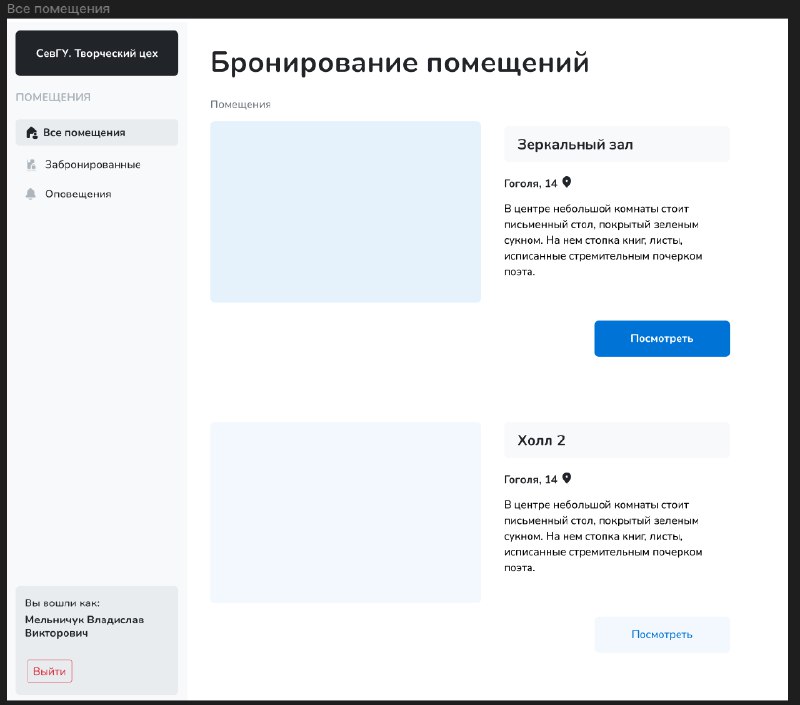 Все помещения
СевГУ. Творческий цех
ПОМЕЩЕНИЯ
Все помещения
Забронированные
Оповещения
Вы вошли как:
Мельничук Владислав
Викторович
Выйти
Бронирование помещений
Помещения
Зеркальный зал
Гоголя, 14
В центре небольшой комнаты стоит
письменный стол, покрытый зеленым
сукном. На нем стопка книг, листы,
исписанные стремительным почерком
поэта.
Посмотреть
Холл 2
Гоголя, 14
В центре небольшой комнаты стоит
письменный стол, покрытый зеленым
сукном. На нем стопка книг, листы,
исписанные стремительным почерком
поэта.
Посмотреть